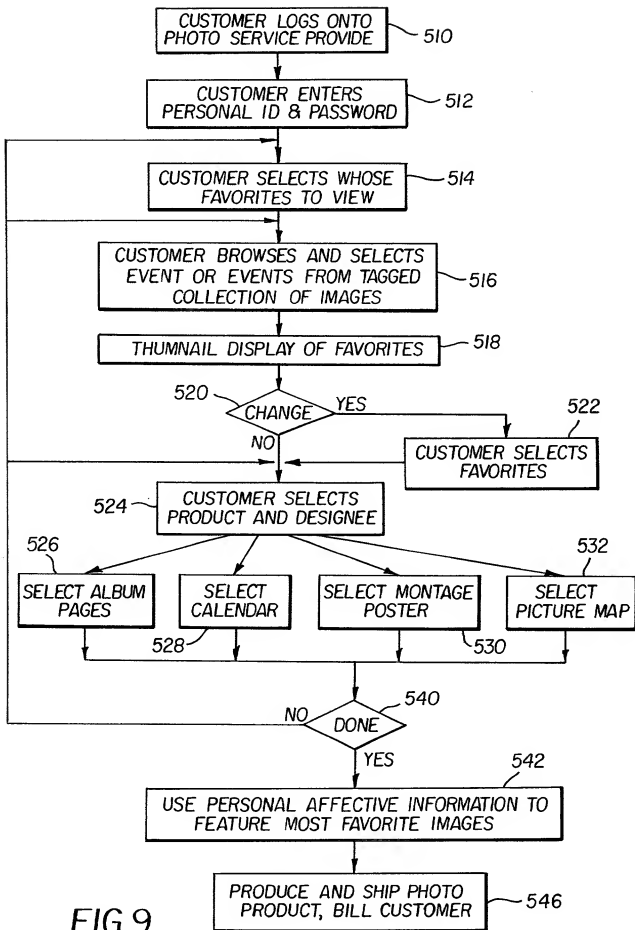 CUSTOMER LOGS ONTO
PHOTO SERVICE PROVIDE
510
CUSTOMER ENTERS
PERSONAL ID & PASSWORD
512
CUSTOMER SELECTS WHOSE
FAVORITES TO VIEW
514
CUSTOMER BROWSES AND SELECTS
EVENT OR EVENTS FROM TAGGED
COLLECTION OF IMAGES
516
THUMNAIL DISPLAY OF FAVORITES
518
520
CHANGE
YES
NO
522
CUSTOMER SELECTS
FAVORITES
524
CUSTOMER SELECTS
PRODUCT AND DESIGNEE
526
SELECT ALBUM
PAGES
SELECT
CALENDAR
528
SELECT MONTAGE
POSTER
530
532
SELECT
PICTURE MAP
540
NO
DONE
YES
542
USE PERSONAL AFFECTIVE INFORMATION TO
FEATURE MOST FAVORITE IMAGES
PRODUCE AND SHIP PHOTO
PRODUCT, BILL CUSTOMER
546
FIG.9